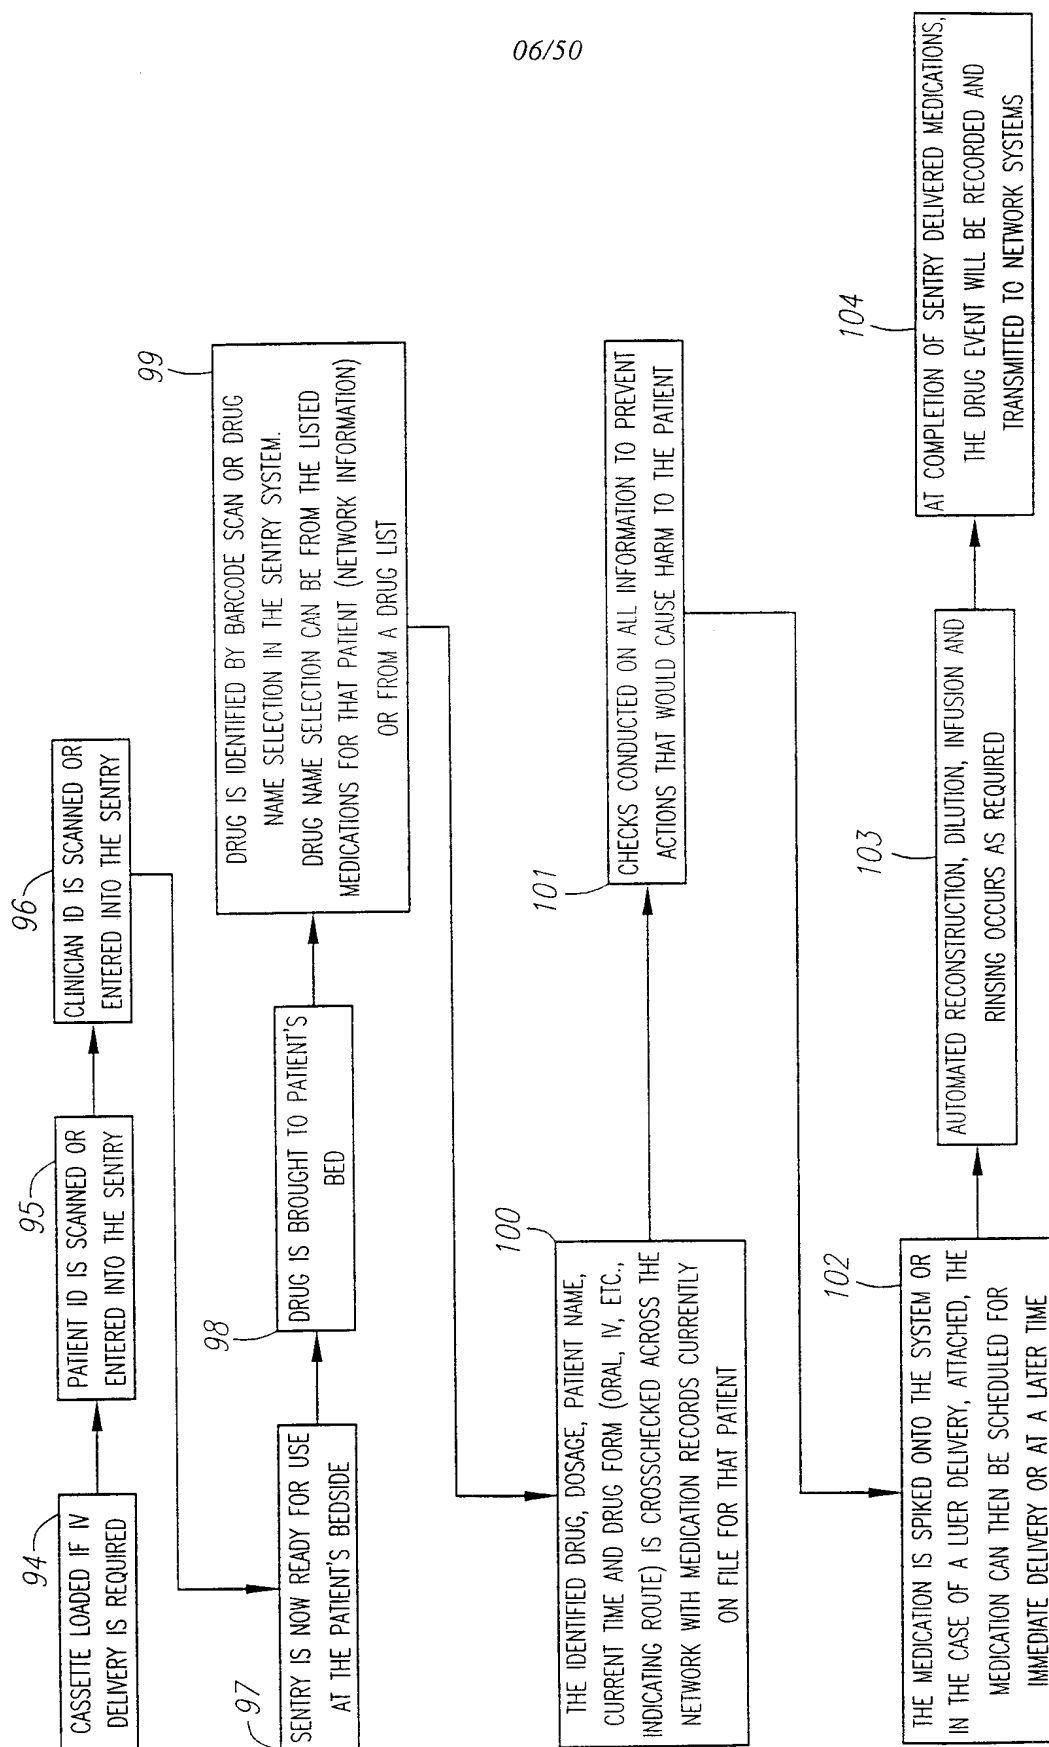 06/50
94
CASSETTE LOADED IF IV
DELIVERY IS REQUIRED
95
PATIENT ID IS SCANNED OR
ENTERED INTO THE SENTRY
96
CLINICIAN ID IS SCANNED OR
ENTERED INTO THE SENTRY
97
SENTRY IS NOW READY FOR USE
AT THE PATIENT'S BEDSIDE
98
DRUG IS BROUGHT TO PATIENT'S
BED
99
DRUG IS IDENTIFIED BY BARCODE SCAN OR DRUG
NAME SELECTION IN THE SENTRY SYSTEM.
DRUG NAME SELECTION CAN BE FROM THE LISTED
MEDICATIONS FOR THAT PATIENT (NETWORK INFORMATION)
OR FROM A DRUG LIST
100
THE IDENTIFIED DRUG, DOSAGE, PATIENT NAME,
CURRENT TIME AND DRUG FORM (ORAL, IV, ETC.,
INDICATING ROUTE) IS CROSSCHECKED ACROSS THE
NETWORK WITH MEDICATION RECORDS CURRENTLY
ON FILE FOR THAT PATIENT
101
CHECKS CONDUCTED ON ALL INFORMATION TO PREVENT
ACTIONS THAT WOULD CAUSE HARM TO THE PATIENT
102
THE MEDICATION IS SPIKED ONTO THE SYSTEM OR
IN THE CASE OF A LUER DELIVERY, ATTACHED, THE
MEDICATION CAN THEN BE SCHEDULED FOR
IMMEDIATE DELIVERY OR AT A LATER TIME
103
AUTOMATED RECONSTRUCTION, DILUTION, INFUSION AND
RINSING OCCURS AS REQUIRED
104
AT COMPLETION OF SENTRY DELIVERED MEDICATIONS,
THE DRUG EVENT WILL BE RECORDED AND
TRANSMITTED TO NETWORK SYSTEMS